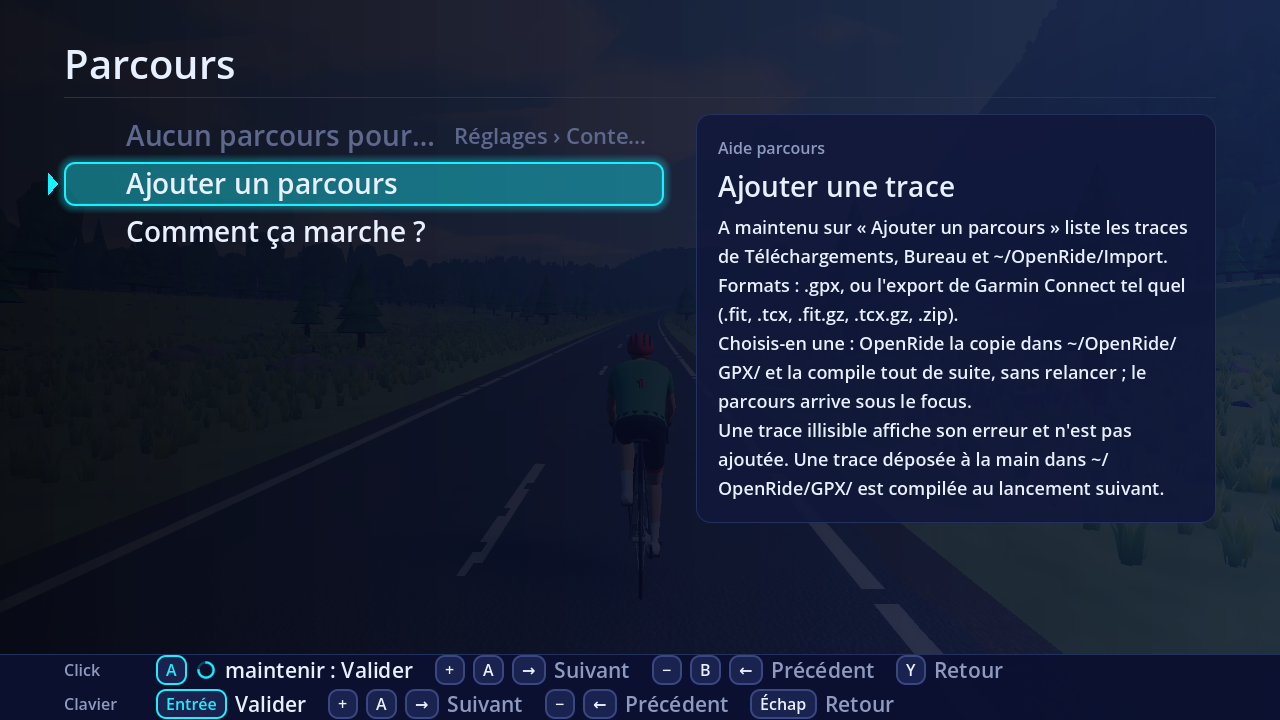 Parcours
Aucun parcours pour… Réglages › Conte…
Ajouter un parcours
Comment ça marche ?
Aide parcours
Ajouter une trace
A maintenu sur « Ajouter un parcours » liste les traces
de Téléchargements, Bureau et ~/OpenRide/Import.
Formats : .gpx, ou l'export de Garmin Connect tel quel
(.fit, .tcx, .fit.gz, .tcx.gz, .zip).
Choisis-en une : OpenRide la copie dans ~/OpenRide/
GPX/ et la compile tout de suite, sans relancer ; le
parcours arrive sous le focus.
Une trace illisible affiche son erreur et n'est pas
ajoutée. Une trace déposée à la main dans ~/
OpenRide/GPX/ est compilée au lancement suivant.
Click A maintenir : Valider + A → Suivant − B ← Précédent Y Retour
Clavier Entrée Valider + A → Suivant − ← Précédent Échap Retour